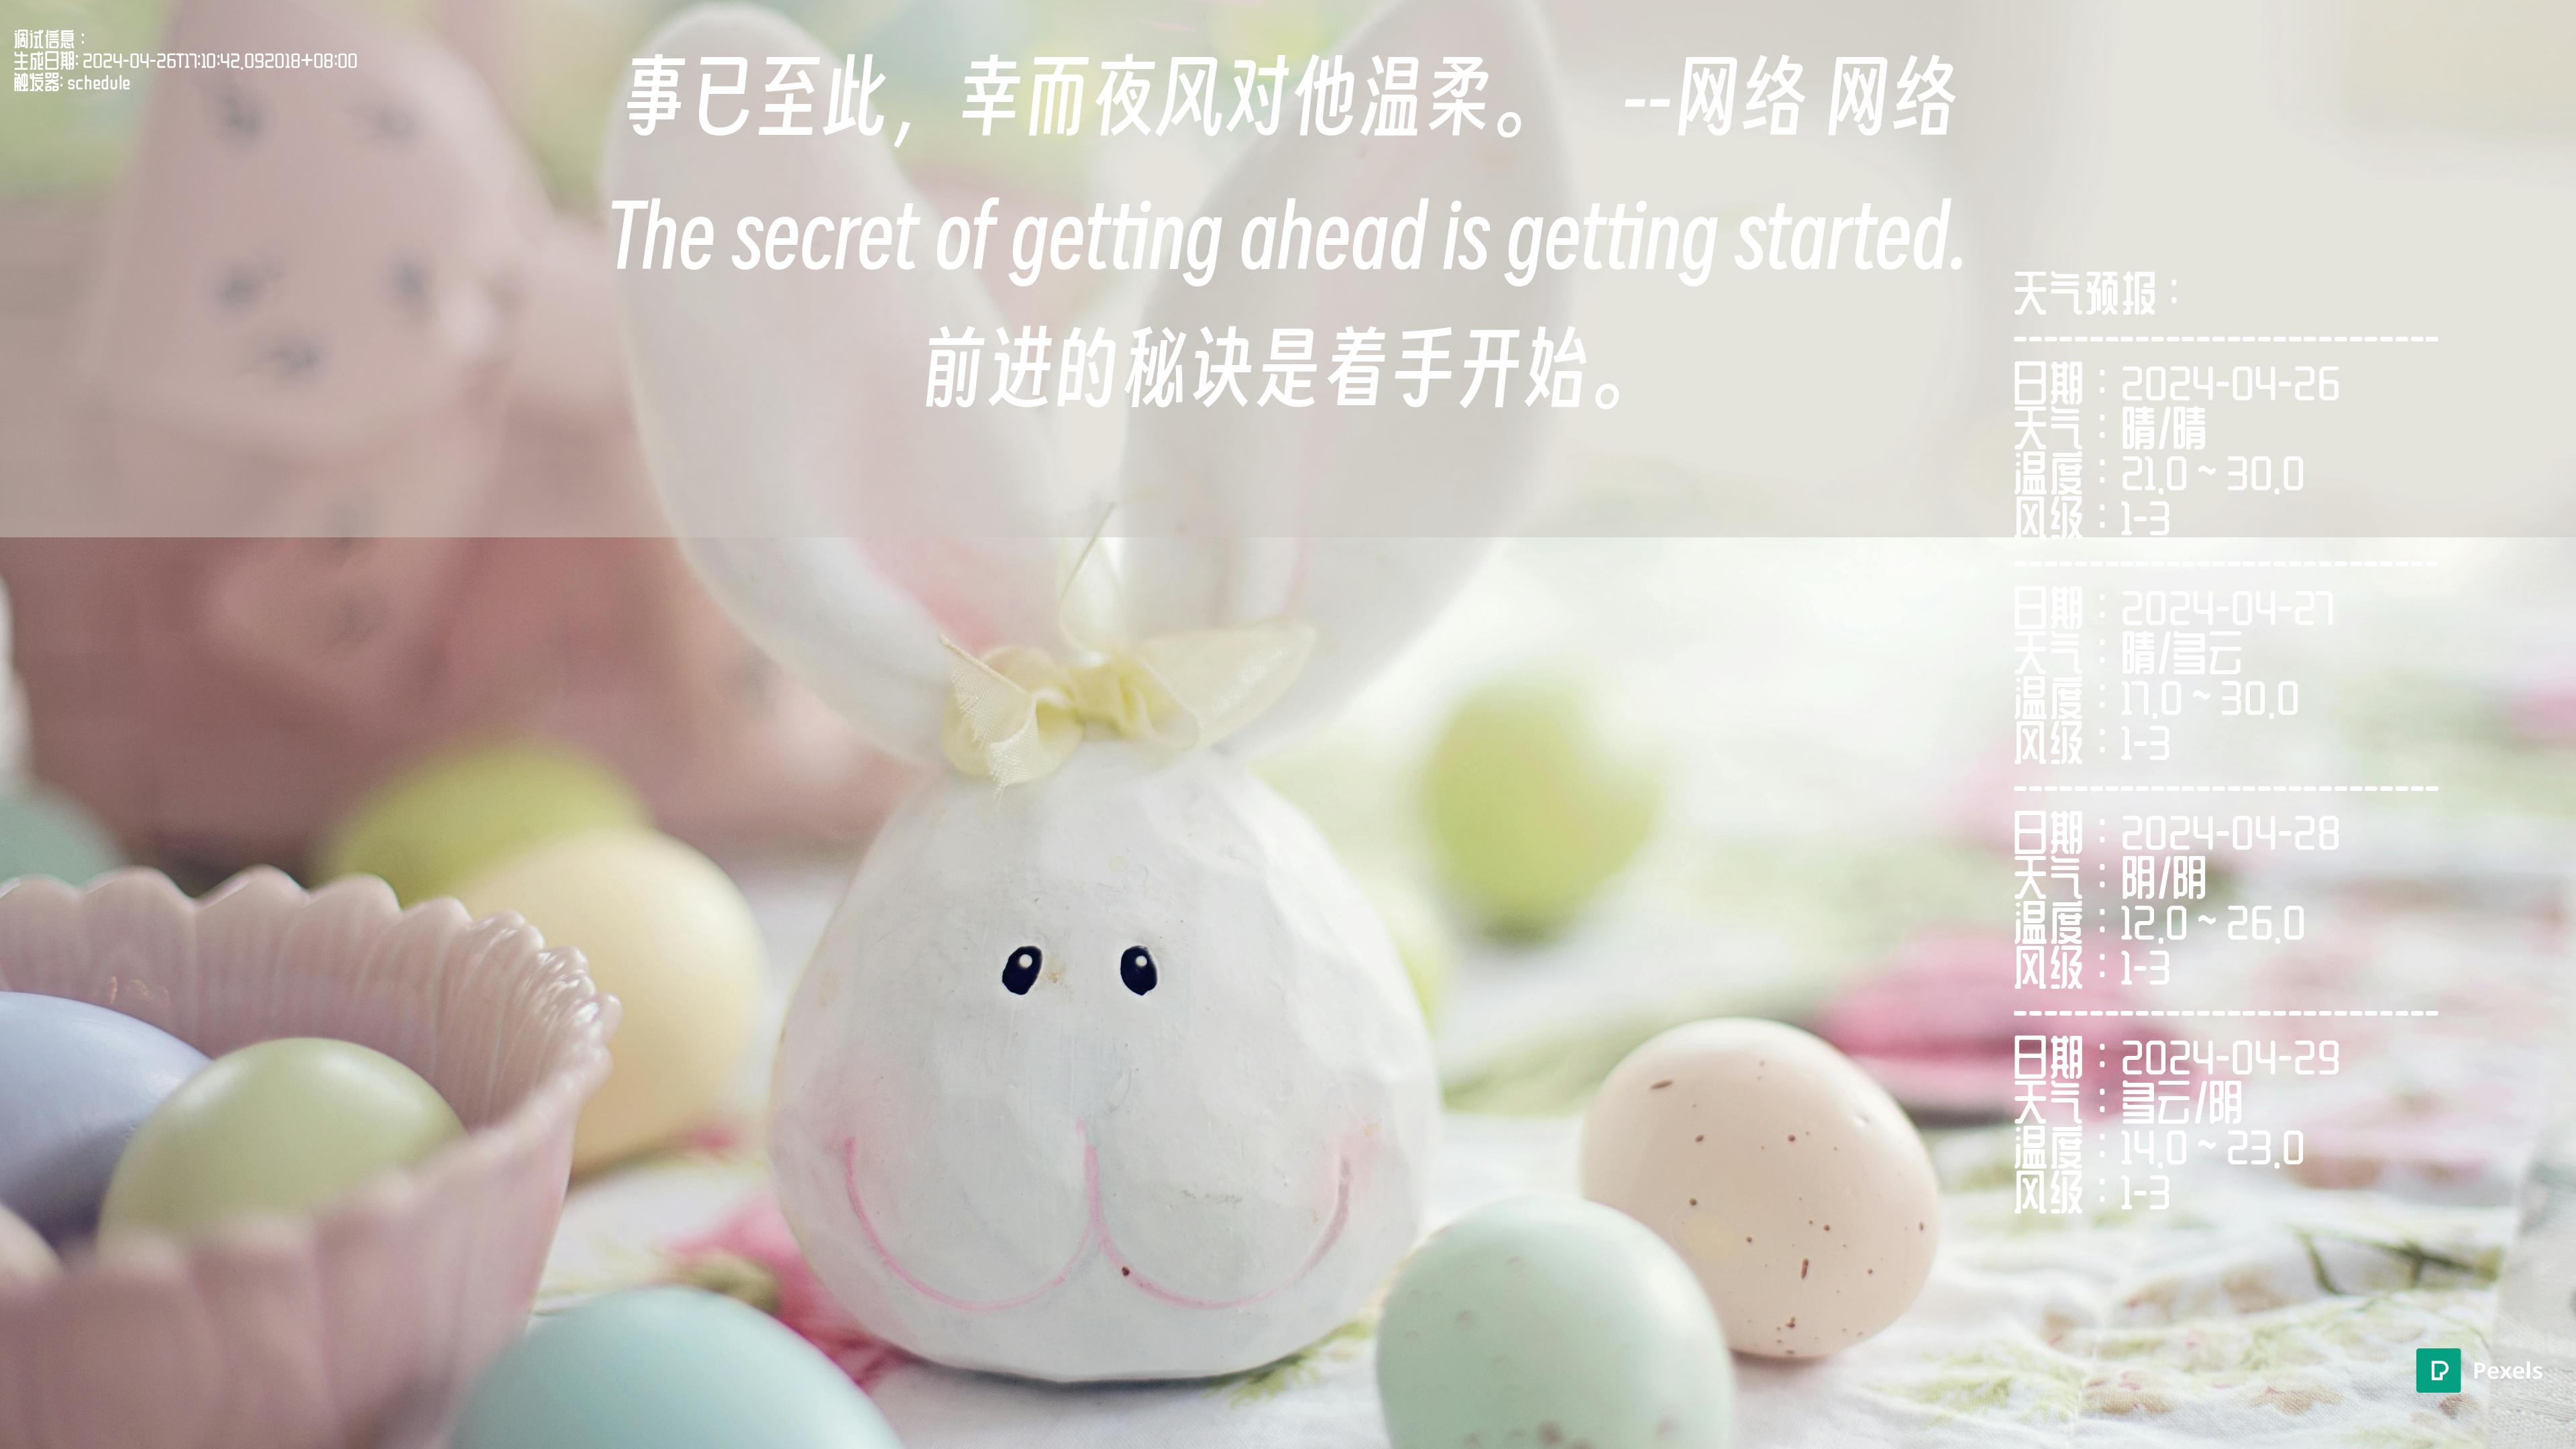 调试信息：
生成日期: 2024-04-26T17:10:42.092018+08:00
触发器: schedule
事已至此，幸而夜风对他温柔。 --网络 网络
The secret of getting ahead is getting started.
前进的秘诀是着手开始。
天气预报：
------------------------------
日期：2024-04-26
天气：晴/晴
温度：21.0 ~ 30.0
风级：1-3
------------------------------
日期：2024-04-27
天气：晴/多云
温度：17.0 ~ 30.0
风级：1-3
------------------------------
日期：2024-04-28
天气：阴/阴
温度：12.0 ~ 26.0
风级：1-3
------------------------------
日期：2024-04-29
天气：多云/阴
温度：14.0 ~ 23.0
风级：1-3
Pexels